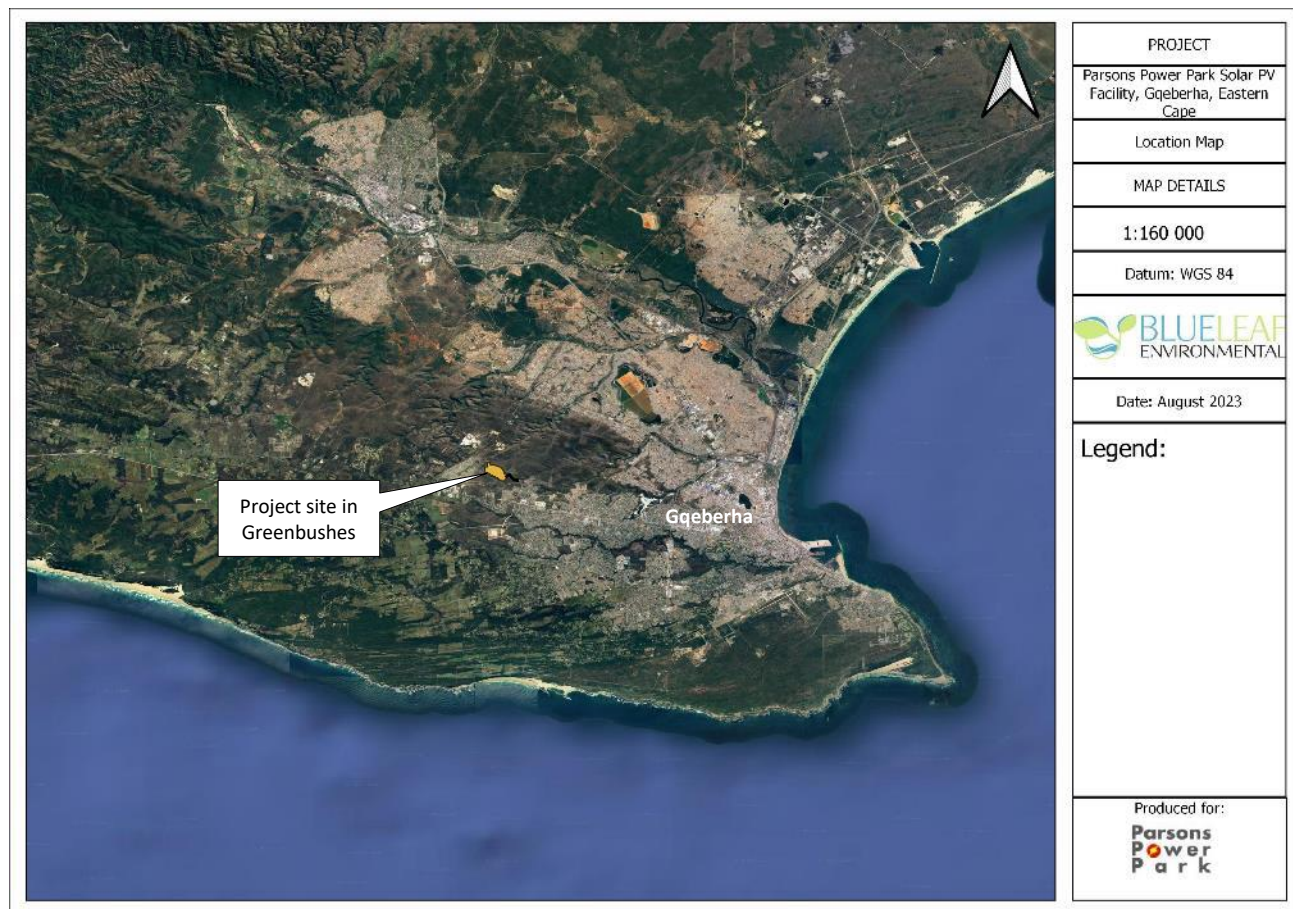 Project site in
Greenbushes
Gqeberha
PROJECT
Parsons Power Park Solar PV
Facility, Gqeberha, Eastern
Cape
Location Map
MAP DETAILS
1:160 000
Datum: WGS 84
BLUELEAF
ENVIRONMENTAL
Date: August 2023
Legend:
Produced for:
Parsons
Power
Park